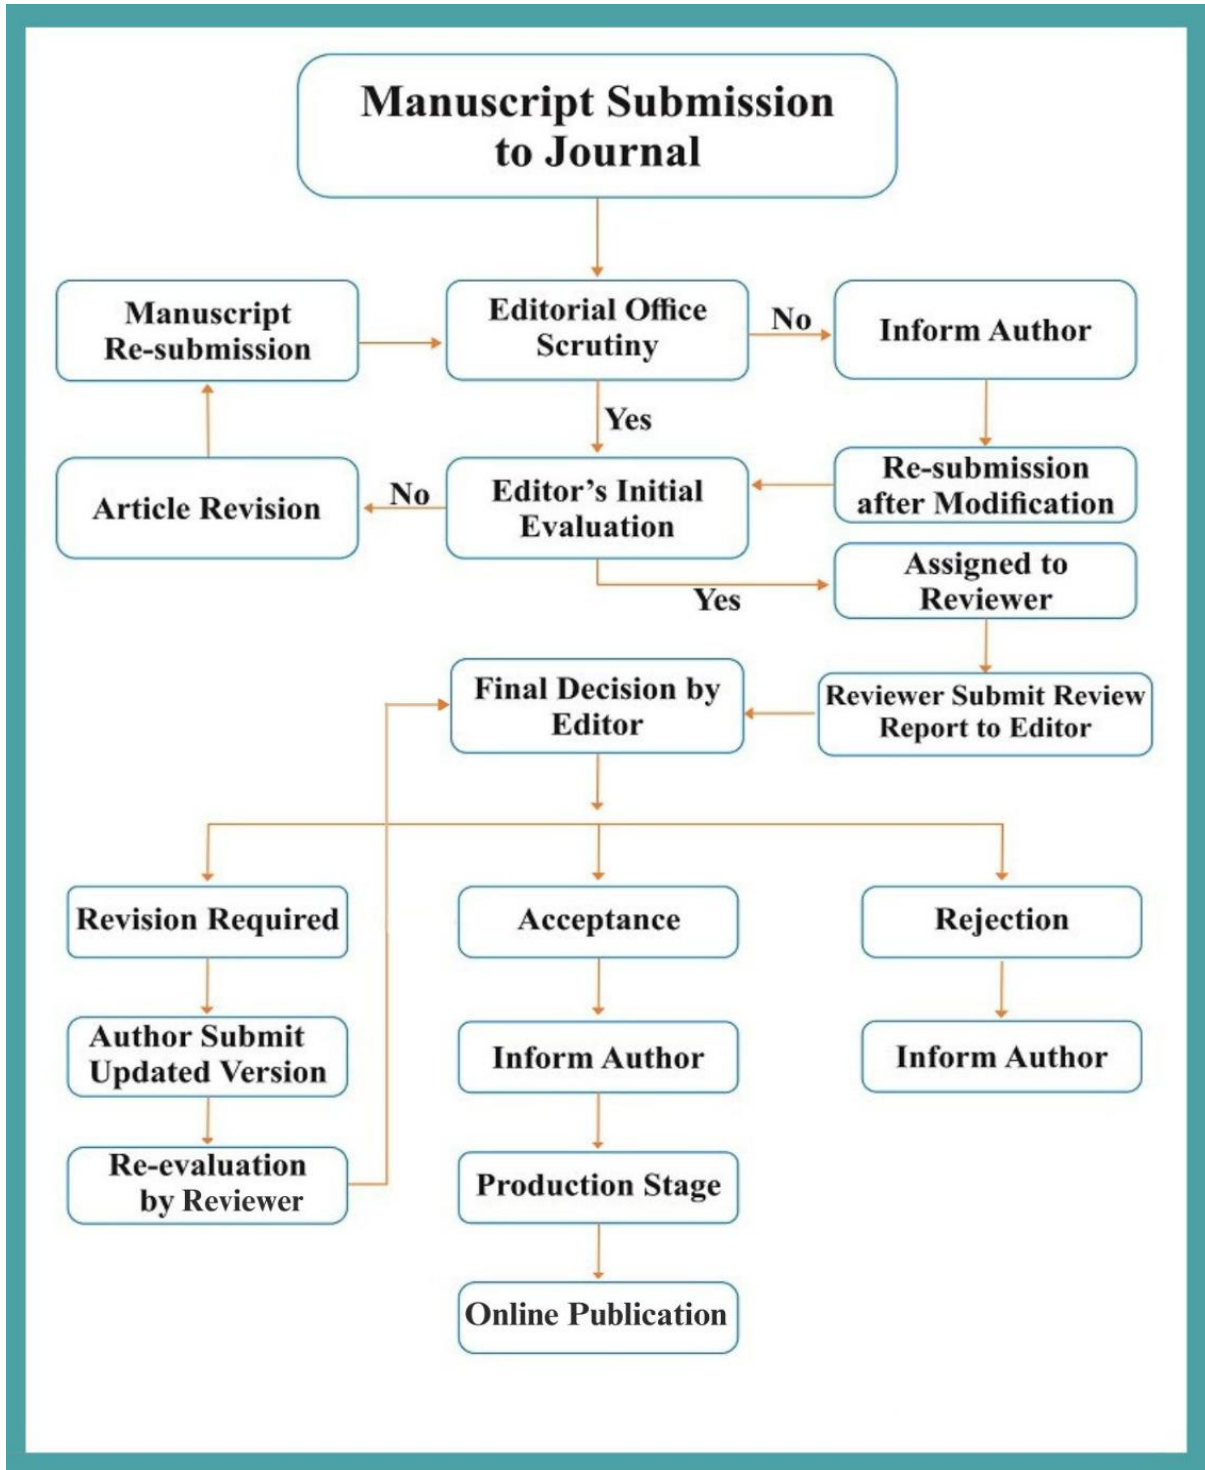 Manuscript Submission
to Journal
Manuscript
Re-submission
Editorial Office
Scrutiny
No
Inform Author
Yes
Article Revision
No
Editor's Initial
Evaluation
Re-submission
after Modification
Yes
Assigned to
Reviewer
Final Decision by
Editor
Reviewer Submit Review
Report to Editor
Revision Required
Acceptance
Rejection
Author Submit
Updated Version
Inform Author
Inform Author
Re-evaluation
by Reviewer
Production Stage
Online Publication